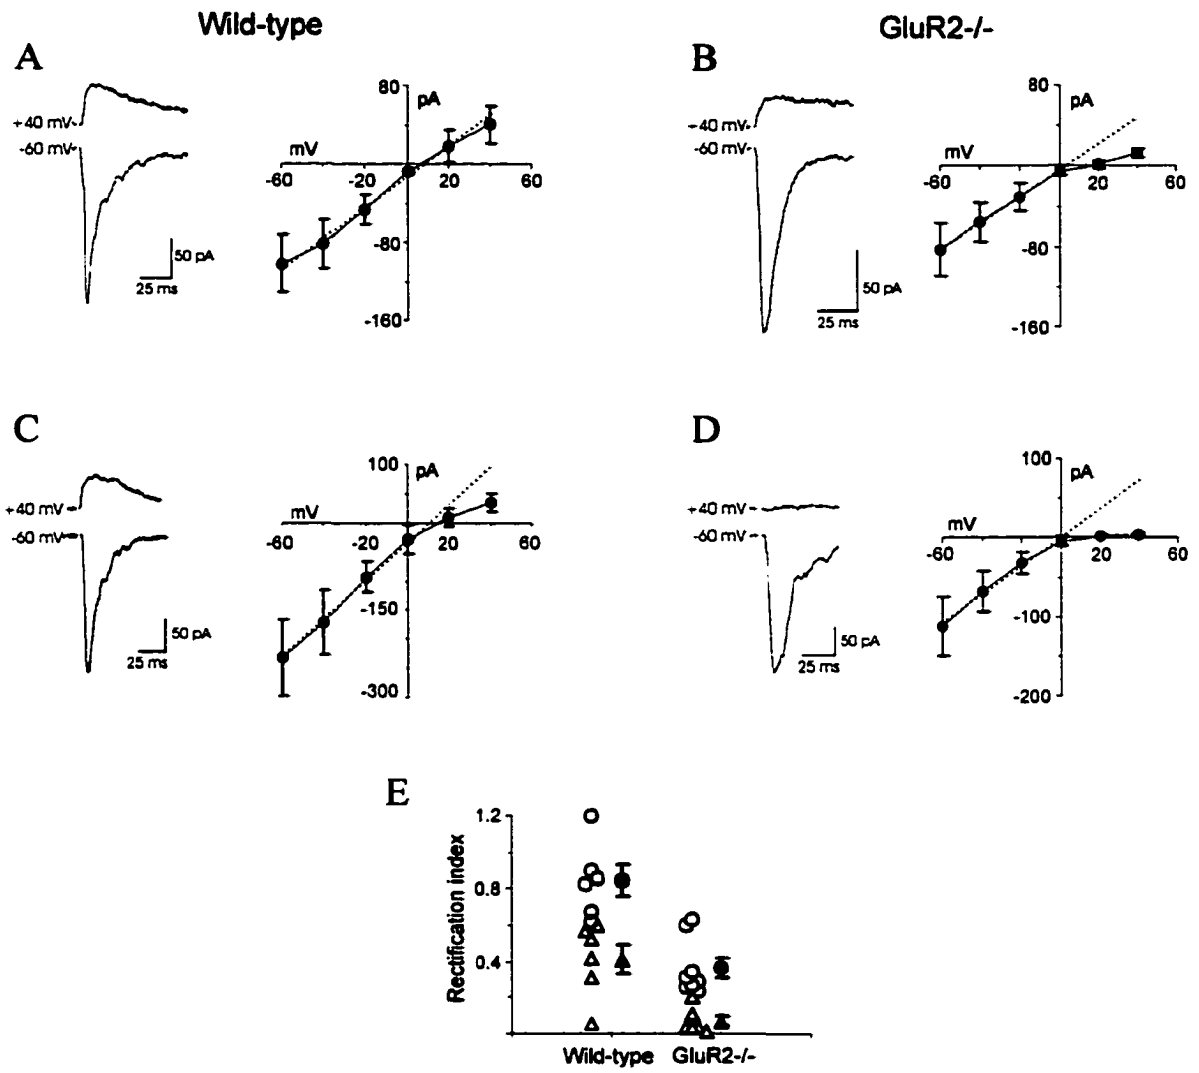 Wild-type
GluR2-/-
A
B
+40 mV
-60 mV
50 pA
25 ms
80
pA
mV
-60
-20
20
60
-80
-160
+40 mV
-60 mV
50 pA
25 ms
80
pA
mV
-60
-20
20
60
-80
-160
C
D
+40 mV
-60 mV
50 pA
25 ms
100
pA
mV
-60
-20
20
60
-150
-300
+40 mV
-60 mV
50 pA
25 ms
100
pA
mV
-60
-20
20
60
-100
-200
E
Rectification index
1.2
0.8
0.4
Wild-type
GluR2-/-